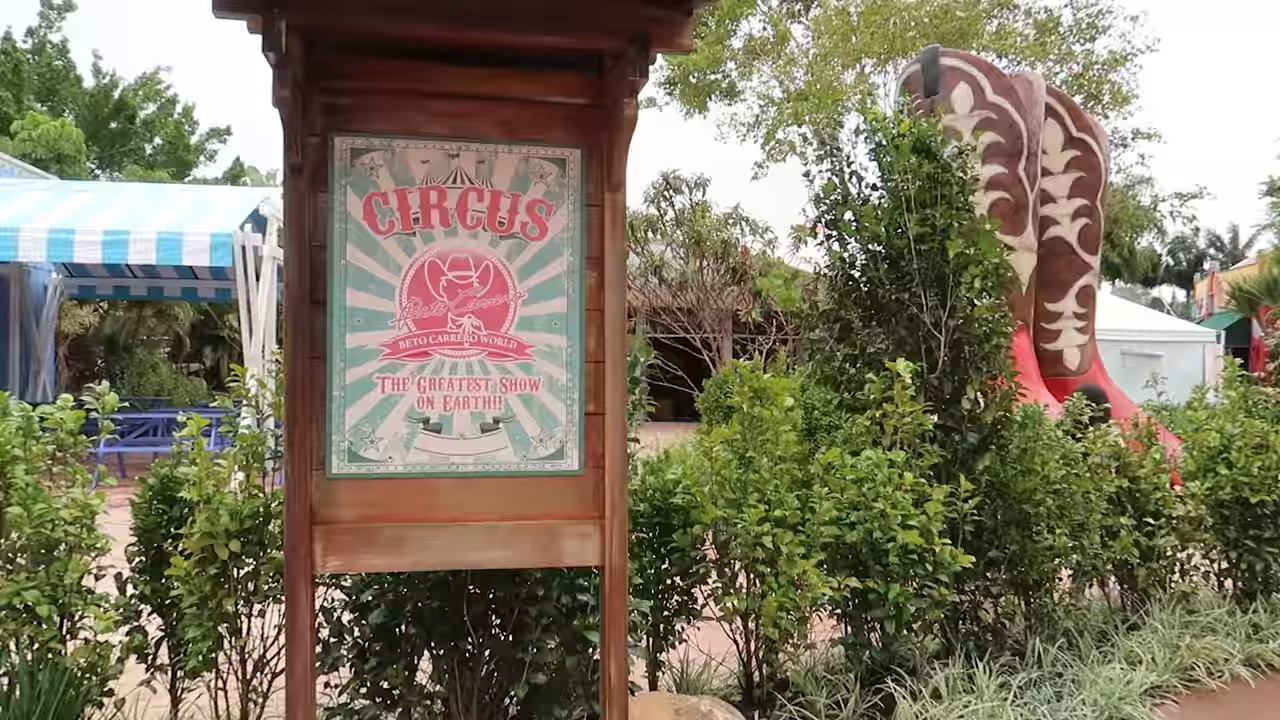 CIRCUS
Beto Carrero
BETO CARRERO WORLD
THE GREATEST SHOW
ON EARTH!!